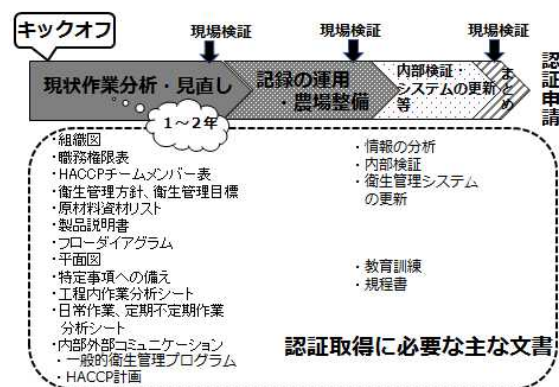 キックオフ
現場検証
現場検証
現場検証
現状作業分析・見直し
記録の運用
・農場整備
内部検証・
システムの更新
等
まとめ
認証申請
1～2年
・組織図
・職務権限表
・HACCPチームメンバー表
・衛生管理方針、衛生管理目標
・原材料資材リスト
・製品説明書
・フローダイアグラム
・平面図
・特定事項への備え
・工程内作業分析シート
・日常作業、定期不定期作業
分析シート
・内部外部コミュニケーション
・一般的衛生管理プログラム
・HACCP計画
・情報の分析
・内部検証
・衛生管理システム
の更新
・教育訓練
・規程書
認証取得に必要な主な文書